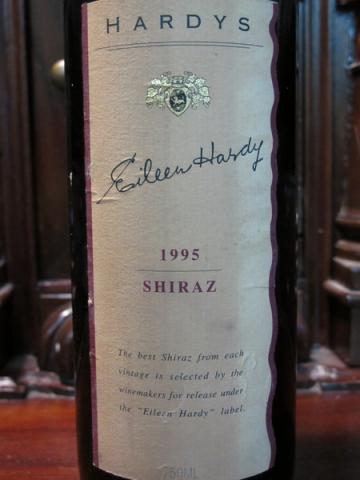 HARDYS
Eileen Hardy
1995
SHIRAZ
The best Shiraz from each
vintage is selected by the
winemakers for release under
the "Eileen Hardy" label.
750ML